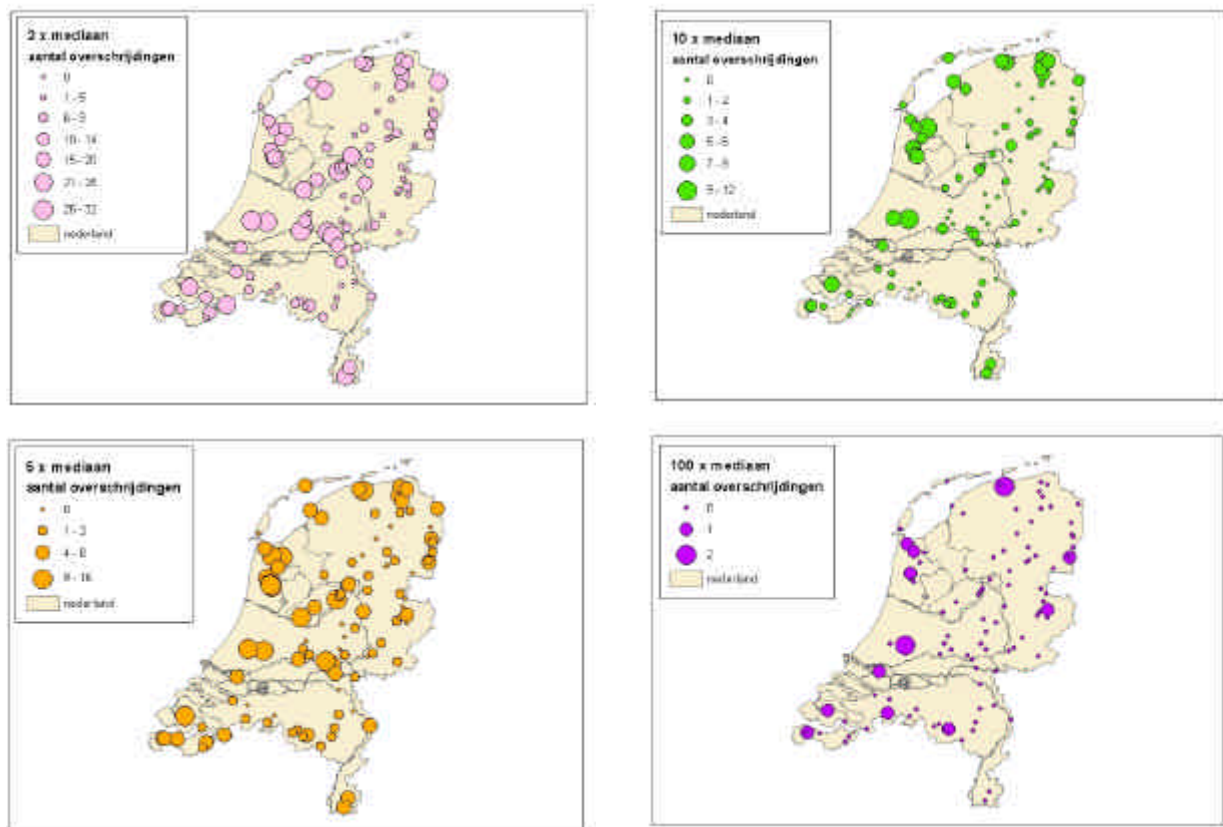 2 x mediaan
aantal overschrijdingen
0
1 - 5
6 - 9
10 - 14
15 - 20
21 - 25
26 - 32
nederland
10 x mediaan
aantal overschrijdingen
0
1 - 2
3 - 4
5 - 6
7 - 8
9 - 12
nederland
5 x mediaan
aantal overschrijdingen
0
1 - 3
4 - 8
9 - 16
nederland
100 x mediaan
aantal overschrijdingen
0
1
2
nederland